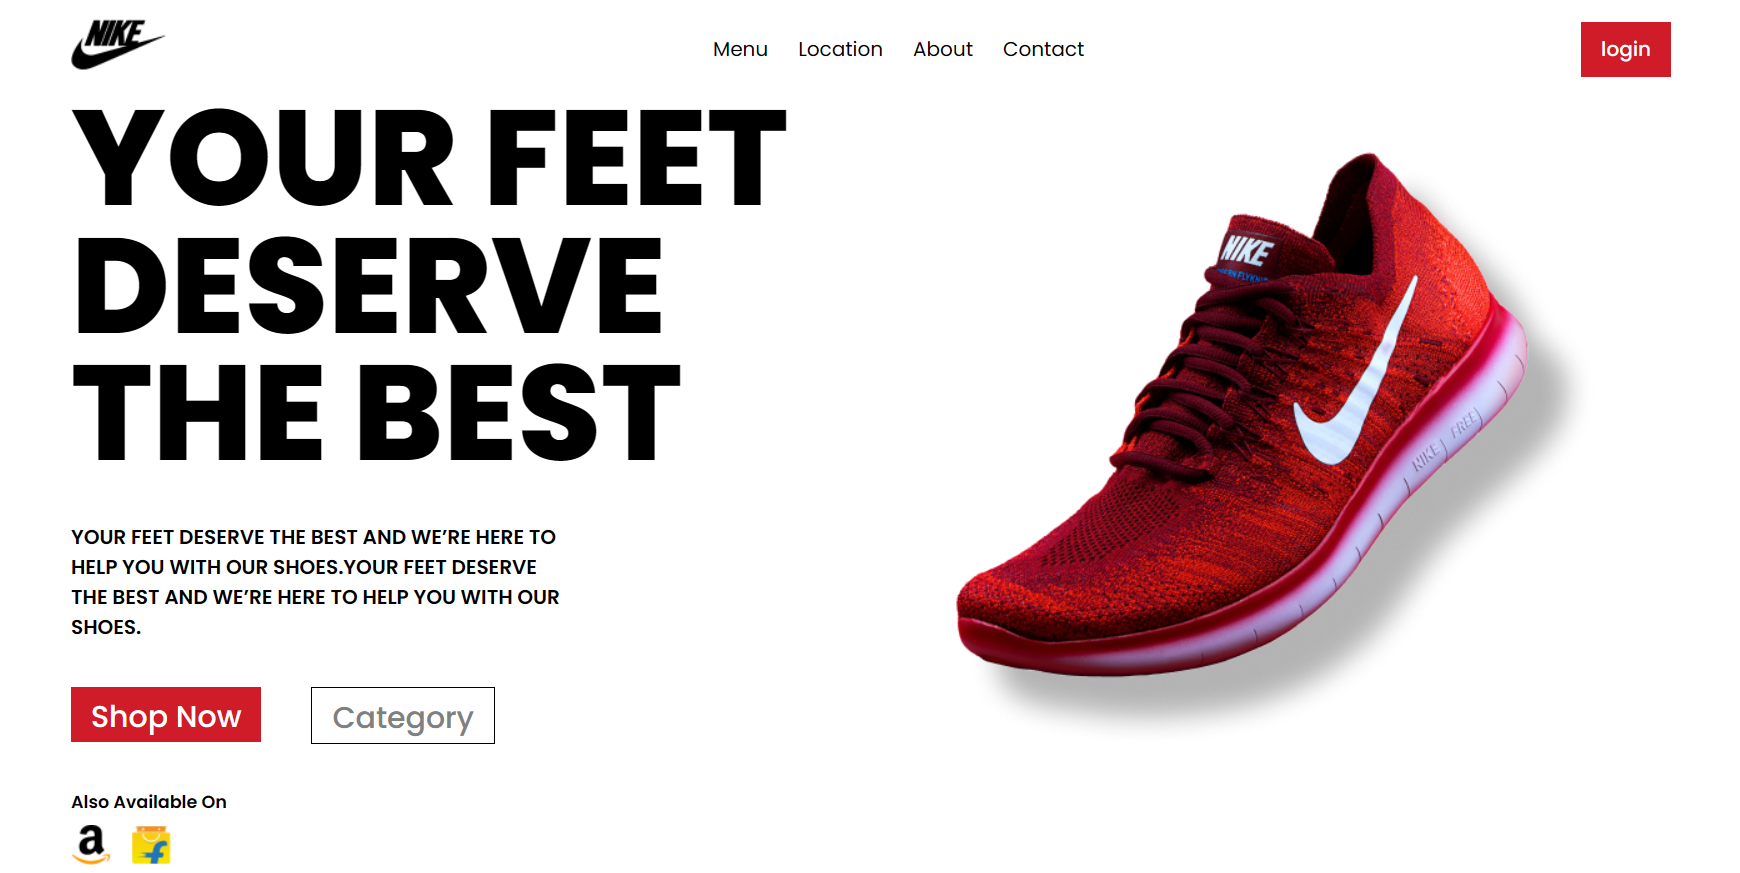 NIKE
Menu Location About Contact
login
YOUR FEET
DESERVE
THE BEST
NIKE
NIKE FREE
YOUR FEET DESERVE THE BEST AND WE’RE HERE TO
HELP YOU WITH OUR SHOES.YOUR FEET DESERVE
THE BEST AND WE’RE HERE TO HELP YOU WITH OUR
SHOES.
Shop Now
Category
Also Available On
a
f